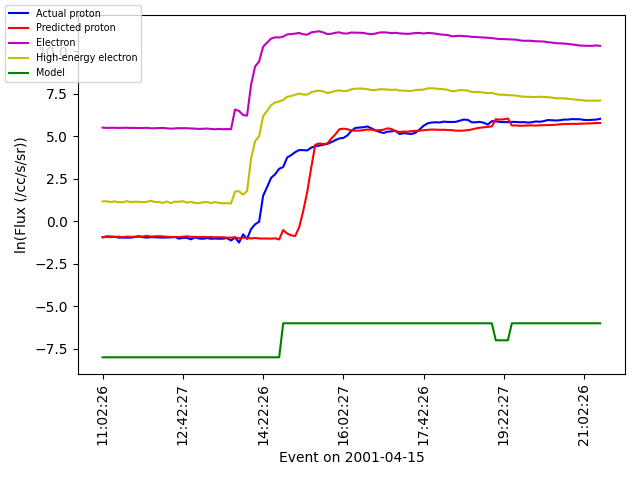 Actual proton
Predicted proton
Electron
High-energy electron
Model
10.0
7.5
5.0
2.5
0.0
−2.5
−5.0
−7.5
ln(Flux (/cc/s/sr))
11:02:26
12:42:27
14:22:26
16:02:27
17:42:26
19:22:27
21:02:26
Event on 2001-04-15